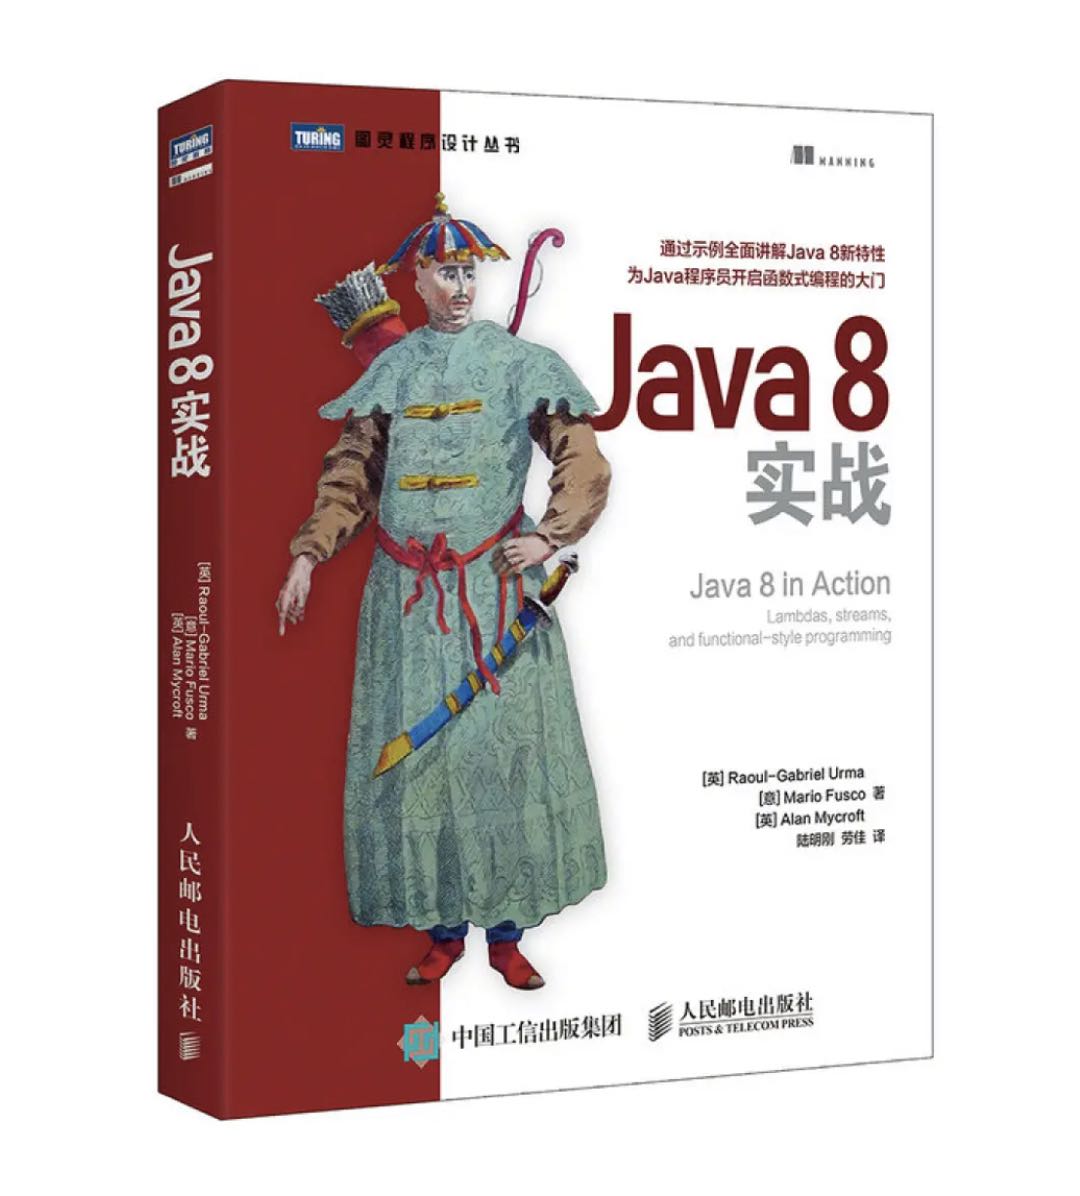 TURING
图灵程序设计丛书
MANNING
通过示例全面讲解Java 8新特性
为Java程序员开启函数式编程的大门
Java 8
实战
Java 8 in Action
Lambdas, streams,
and functional-style programming
[英] Raoul-Gabriel Urma
[意] Mario Fusco 著
[英] Alan Mycroft
陆明刚 劳佳 译
中国工信出版集团
人民邮电出版社
POSTS & TELECOM PRESS
TURING
Java 8 实战
[英] Raoul-Gabriel Urma
[意] Mario Fusco 著
[英] Alan Mycroft
人民邮电出版社